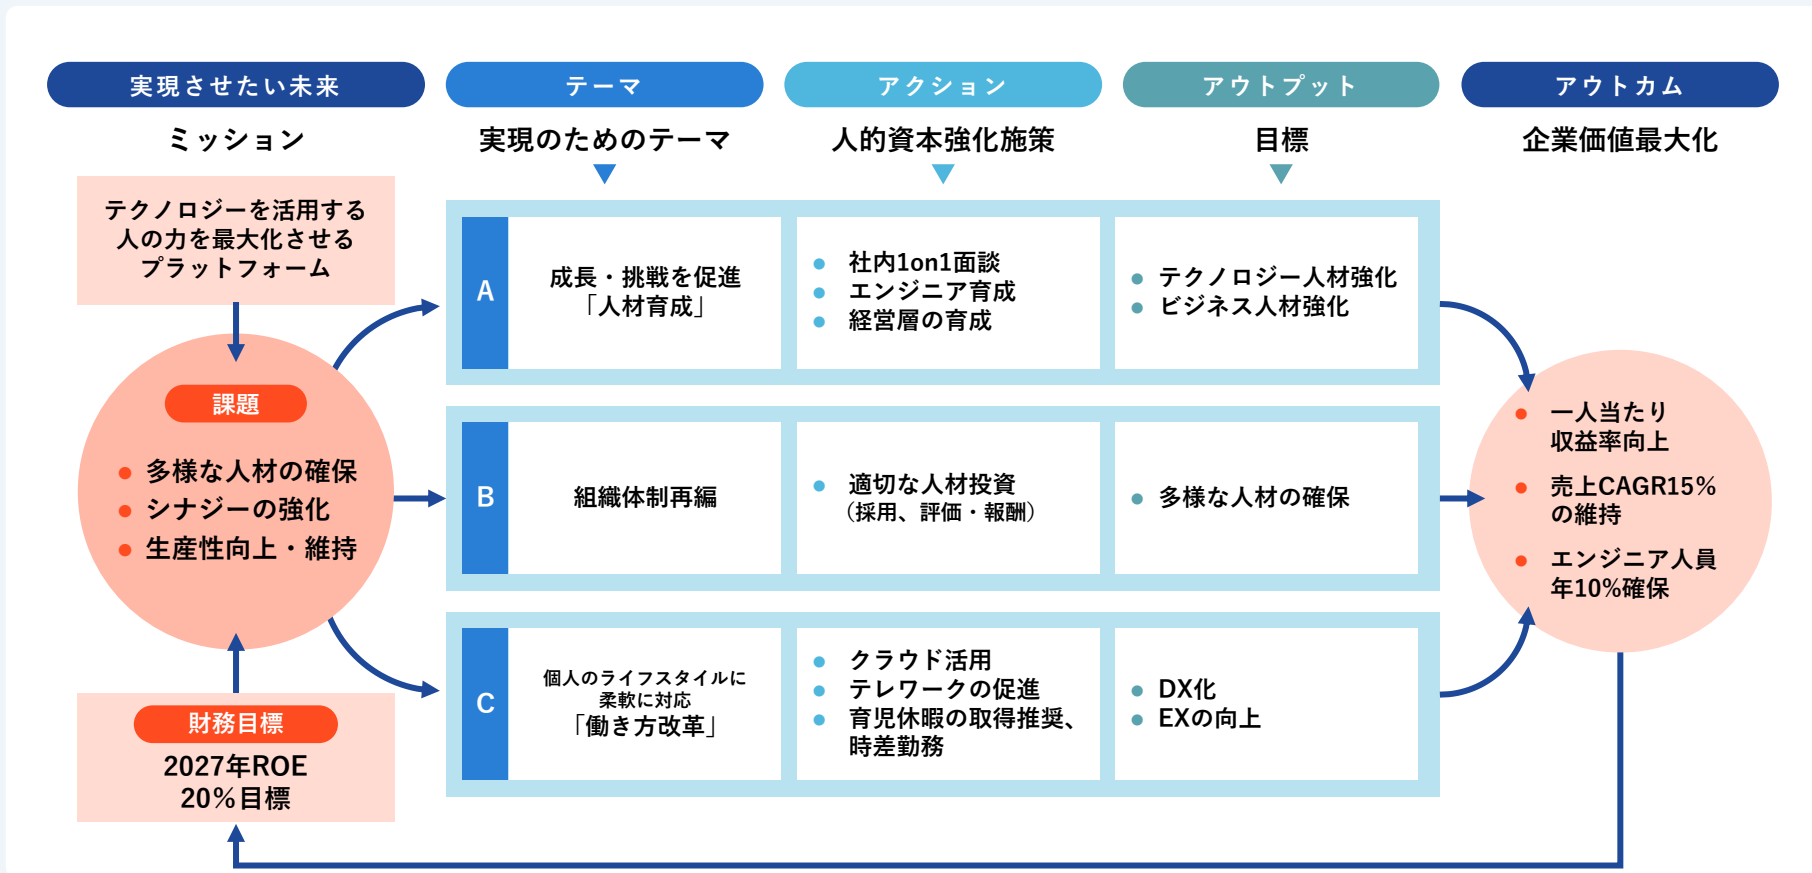 実現させたい未来
ミッション
テクノロジーを活用する
人の力を最大化させる
プラットフォーム
課題
多様な人材の確保
シナジーの強化
生産性向上・維持
財務目標
2027年ROE
20%目標
テーマ
実現のためのテーマ
アクション
人的資本強化施策
アウトプット
目標
A
成長・挑戦を促進
「人材育成」
社内1on1面談
エンジニア育成
経営層の育成
テクノロジー人材強化
ビジネス人材強化
B
組織体制再編
適切な人材投資
（採用、評価・報酬）
多様な人材の確保
C
個人のライフスタイルに
柔軟に対応
「働き方改革」
クラウド活用
テレワークの促進
育児休暇の取得推奨、
時差勤務
DX化
EXの向上
アウトカム
企業価値最大化
一人当たり
収益率向上
売上CAGR15%
の維持
エンジニア人員
年10%確保